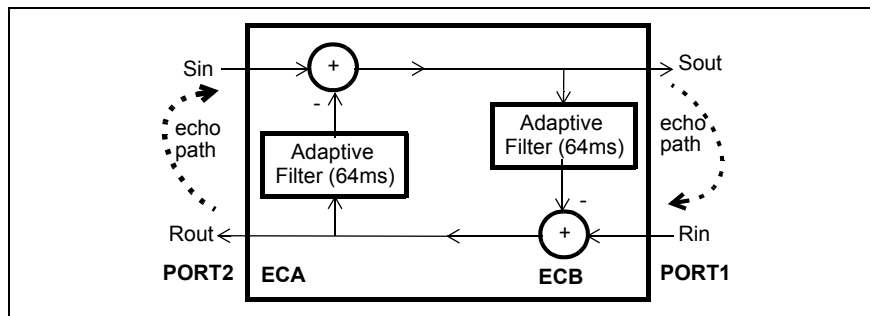 Sin
+
Sout
-
echo
path
Adaptive
Filter (64ms)
Adaptive
Filter (64ms)
echo
path
-
Rout
+
Rin
PORT2
ECA
ECB
PORT1